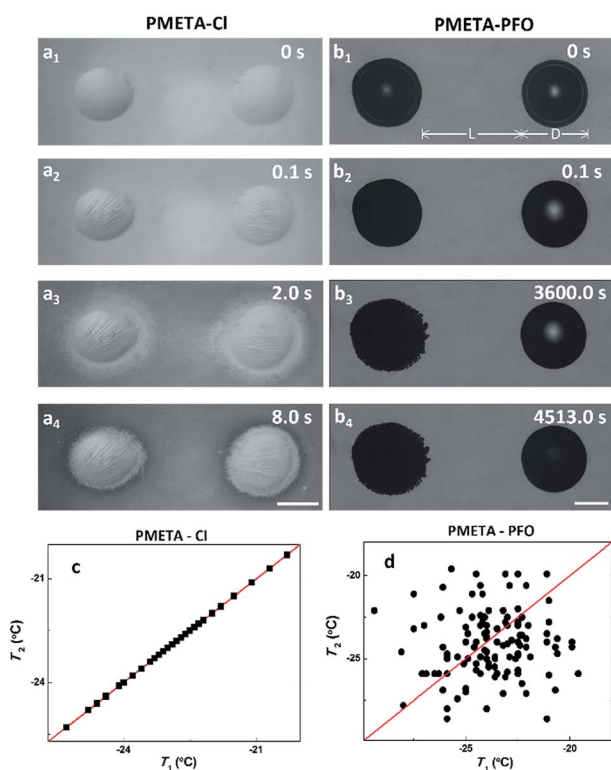 PMETA-Cl PMETA-PFO
a1 0 s b1 0 s
L D
a2 0.1 s b2 0.1 s
a3 2.0 s b3 3600.0 s
a4 8.0 s b4 4513.0 s
PMETA - Cl PMETA - PFO
c d
-21 -24
T2 (°C)
-24 -21
T1 (°C)
-20 -25
T2 (°C)
-25 -20
T1 (°C)